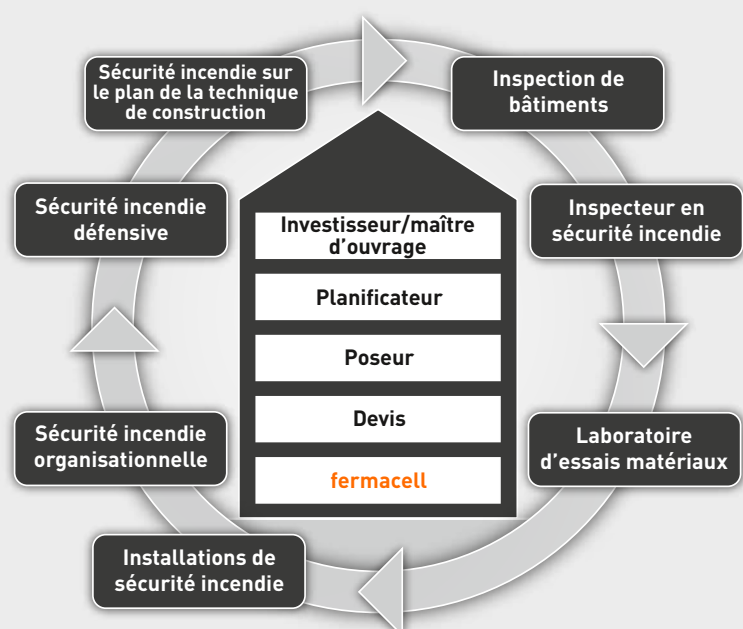 Sécurité incendie sur
le plan de la technique
de construction
Inspection de
bâtiments
Sécurité incendie
défensive
Inspecteur en
sécurité incendie
Investisseur/maître
d’ouvrage
Planificateur
Poseur
Devis
fermacell
Sécurité incendie
organisationnelle
Laboratoire
d’essais matériaux
Installations de
sécurité incendie